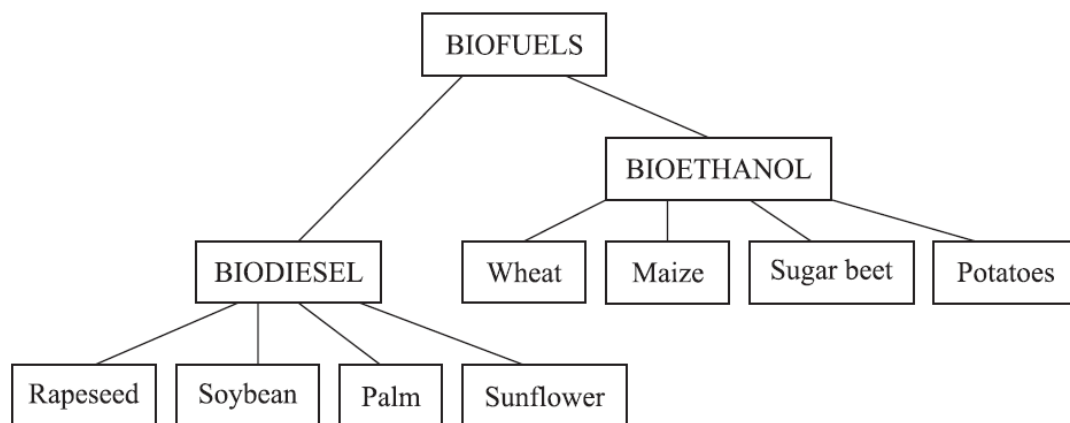 BIOFUELS
BIOETHANOL
BIODIESEL
Wheat
Maize
Sugar beet
Potatoes
Rapeseed
Soybean
Palm
Sunflower